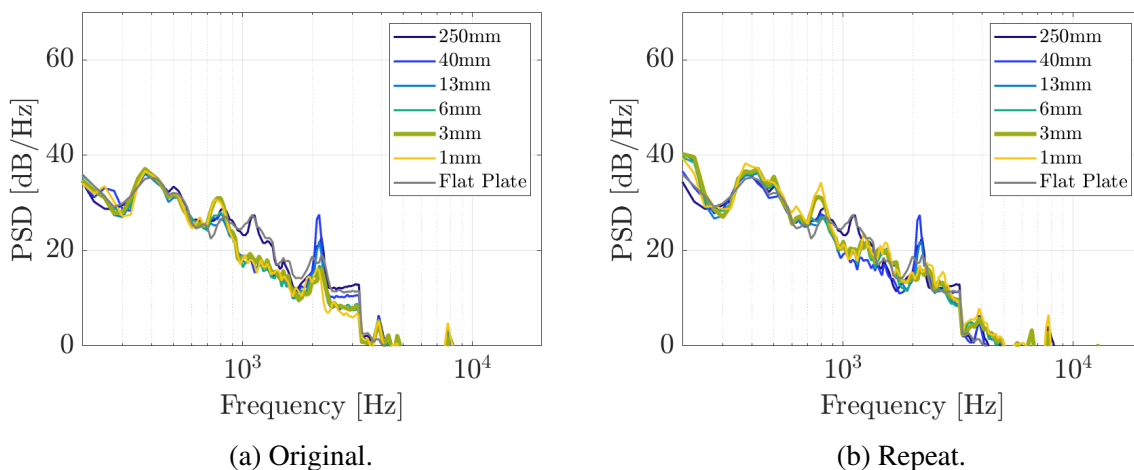 250mm
40mm
13mm
6mm
3mm
1mm
Flat Plate
60
40
20
0
PSD [dB/Hz]
10^3
10^4
Frequency [Hz]
(a) Original.
250mm
40mm
13mm
6mm
3mm
1mm
Flat Plate
60
40
20
0
PSD [dB/Hz]
10^3
10^4
Frequency [Hz]
(b) Repeat.